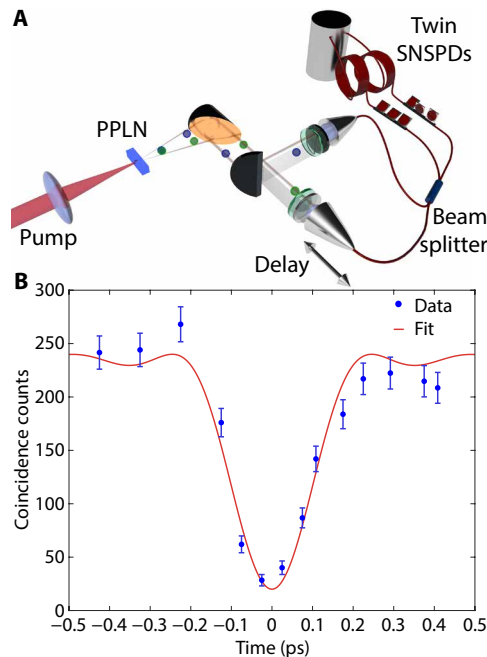 A
Twin
SNSPDs
PPLN
Pump
Beam
splitter
Delay
B
300
250
200
150
100
50
0
Coincidence counts
Data
Fit
−0.5 −0.4 −0.3 −0.2 −0.1 0 0.1 0.2 0.3 0.4 0.5
Time (ps)